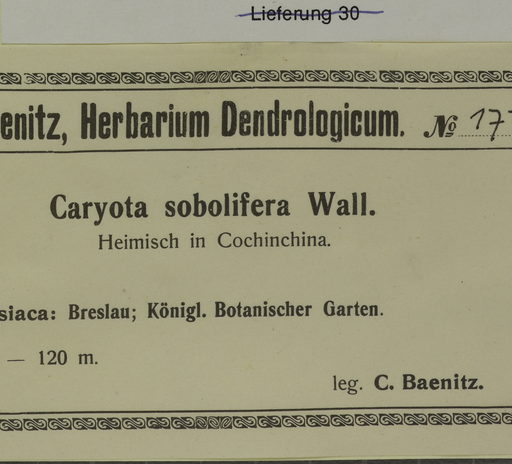 Lieferung 30
enitz, Herbarium Dendrologicum. № 17
Caryota sobolifera Wall.
Heimisch in Cochinchina.
siaca: Breslau; Königl. Botanischer Garten.
— 120 m.
leg. C. Baenitz.